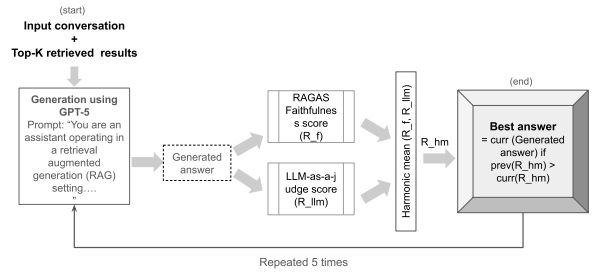 (start)
Input conversation
+
Top-K retrieved results
Generation using
GPT-5
Prompt: “You are an
assistant operating in
a retrieval
augmented
generation (RAG)
setting....
”
Generated
answer
RAGAS
Faithfulnes
s score
(R_f)
LLM-as-a-j
udge score
(R_llm)
Harmonic mean (R_f, R_llm)
R_hm
(end)
Best answer
= curr (Generated
answer) if
prev(R_hm) >
curr(R_hm)
Repeated 5 times